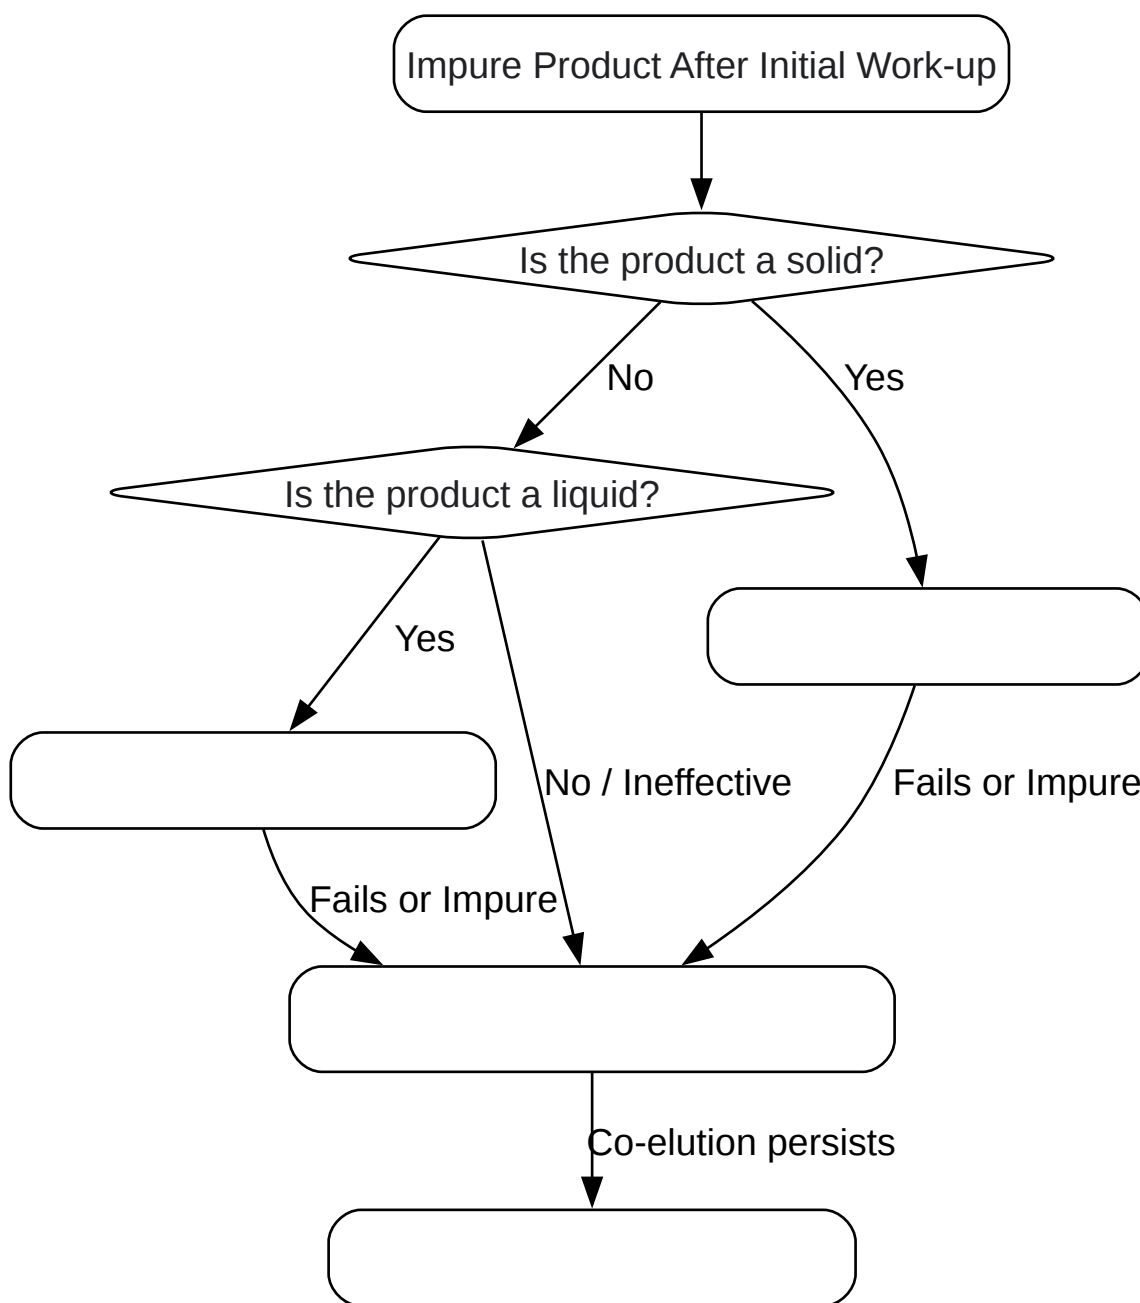 Impure Product After Initial Work-up
Is the product a solid?
No
Yes
Is the product a liquid?
Yes
No / Ineffective
Fails or Impure
Fails or Impure
Co-elution persists